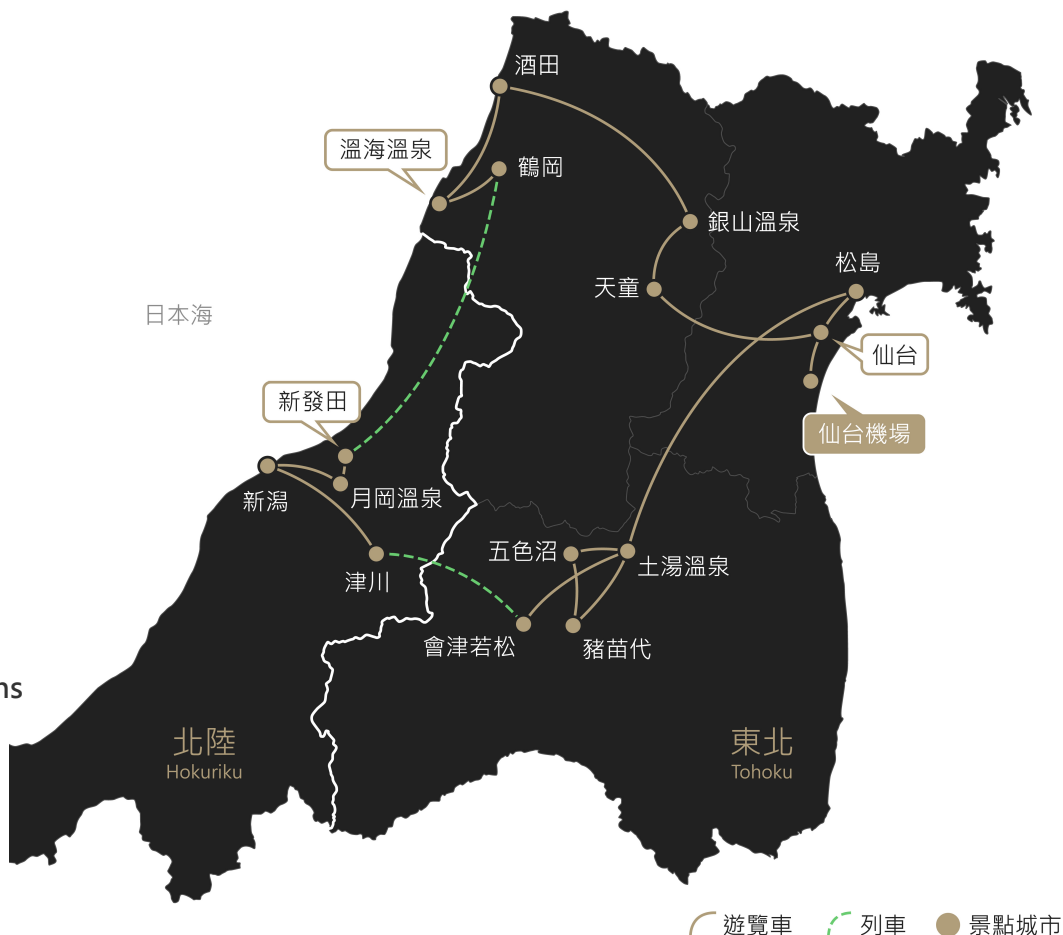 酒田
溫海溫泉
鶴岡
銀山溫泉
松島
天童
日本海
仙台
新發田
仙台機場
月岡溫泉
新潟
五色沼
土湯溫泉
津川
會津若松
豬苗代
ns
北陸
Hokuriku
東北
Tohoku
遊覽車
列車
景點城市